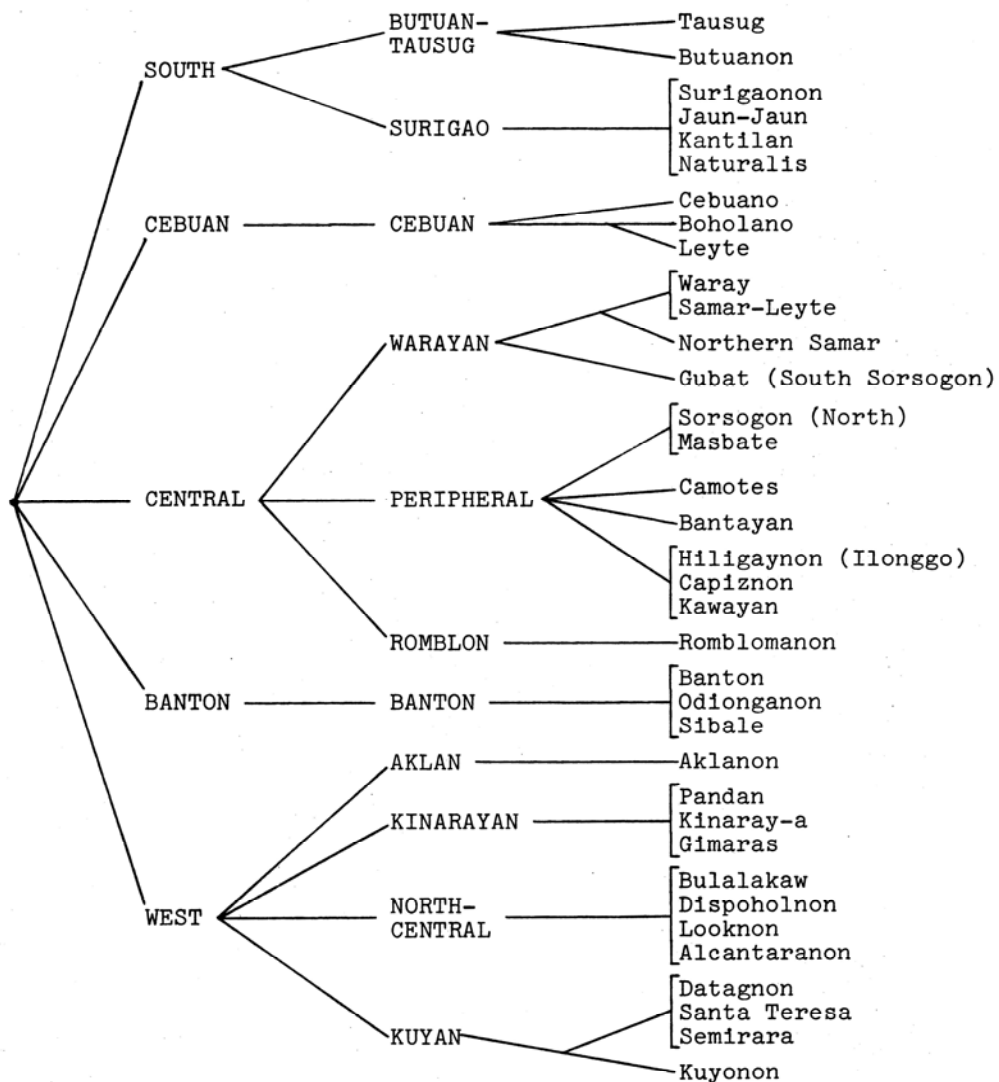 BUTUAN-
TAUSUG
Tausug
Butuanon
SOUTH
SURIGAO
Surigaonon
Jaun-Jaun
Kantilan
Naturalis
CEBUAN
CEBUAN
Cebuano
Boholano
Leyte
WARAYAN
Waray
Samar-Leyte
Northern Samar
Gubat (South Sorsogon)
CENTRAL
PERIPHERAL
Sorsogon (North)
Masbate
Camotes
Bantayan
Hiligaynon (Ilonggo)
Capiznon
Kawayan
ROMBLON
Romblomanon
BANTON
BANTON
Banton
Odionganon
Sibale
AKLAN
Aklanon
KINARAYAN
Pandan
Kinaray-a
Gimaras
WEST
NORTH-
CENTRAL
Bulalakaw
Dispoholnon
Looknon
Alcantaranon
KUYAN
Datagnon
Santa Teresa
Semirara
Kuyonon